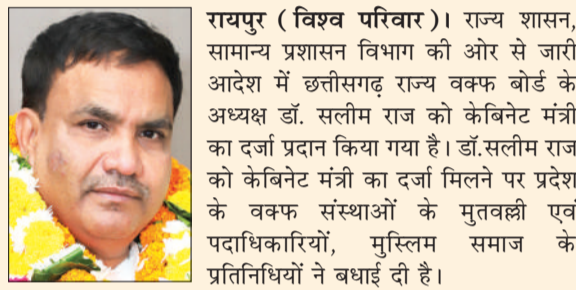 रायपुर ( विश्व परिवार )। राज्य शासन,
सामान्य प्रशासन विभाग की ओर से जारी
आदेश में छत्तीसगढ़ राज्य वक्फ बोर्ड के
अध्यक्ष डॉ. सलीम राज को केबिनेट मंत्री
का दर्जा प्रदान किया गया है। डॉ.सलीम राज
को केबिनेट मंत्री का दर्जा मिलने पर प्रदेश
के वक्फ संस्थाओं के मुतवल्ली एवं
पदाधिकारियों, मुस्लिम समाज के
प्रतिनिधियों ने बधाई दी है।